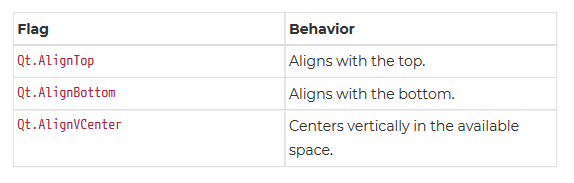 Flag Behavior
Qt.AlignTop Aligns with the top.
Qt.AlignBottom Aligns with the bottom.
Qt.AlignVCenter Centers vertically in the available
space.